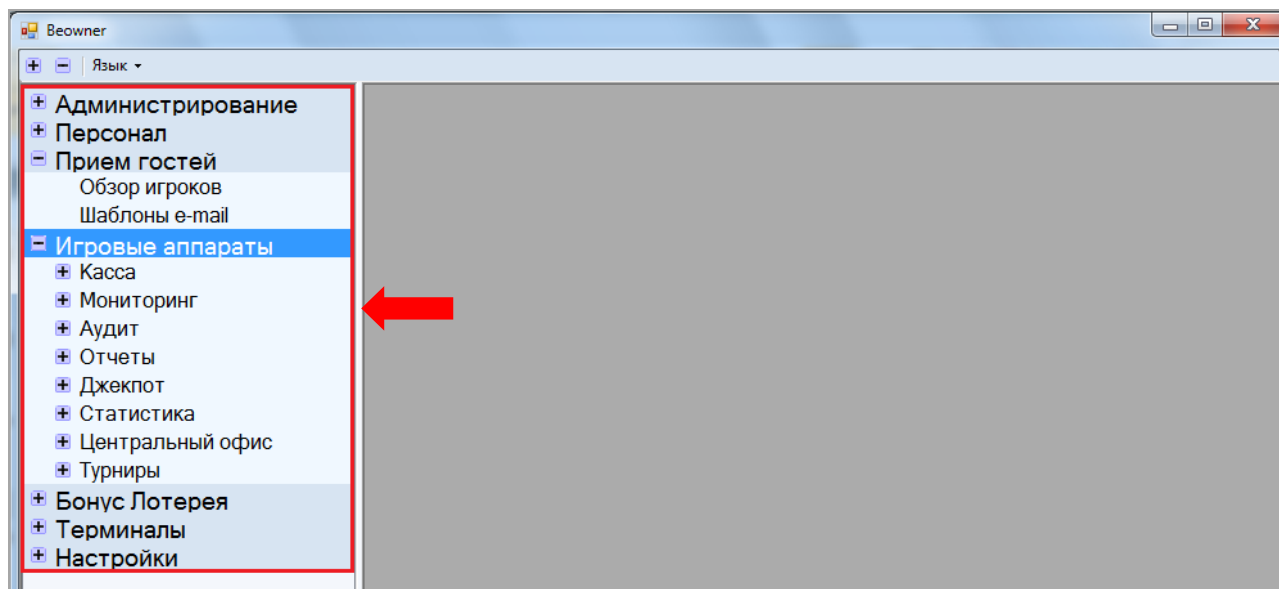 Beowner
Язык
Администрирование
Персонал
Прием гостей
Обзор игроков
Шаблоны e-mail
Игровые аппараты
Касса
Мониторинг
Аудит
Отчеты
Джекпот
Статистика
Центральный офис
Турниры
Бонус Лотерея
Терминалы
Настройки